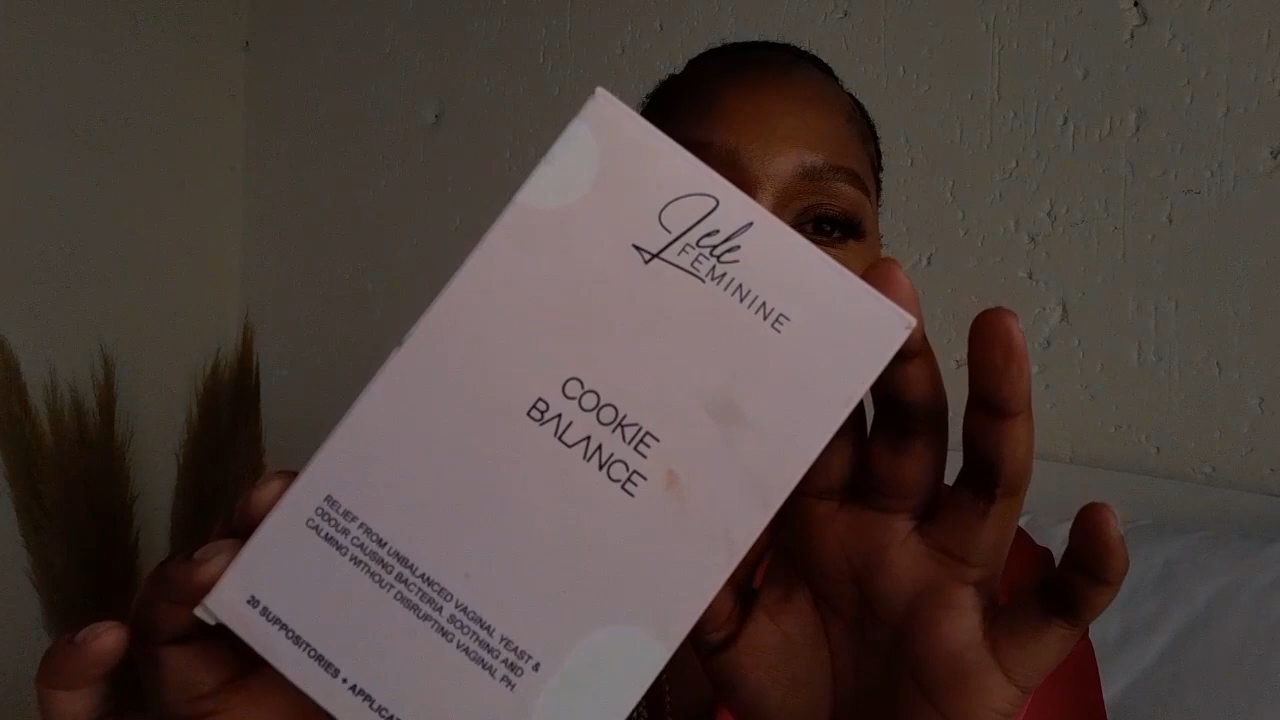 Lele
FEMININE
COOKIE
BALANCE
RELIEF FROM UNBALANCED VAGINAL YEAST &
ODOUR CAUSING BACTERIA. SOOTHING AND
CALMING WITHOUT DISRUPTING VAGINAL PH.
20 SUPPOSITORIES +